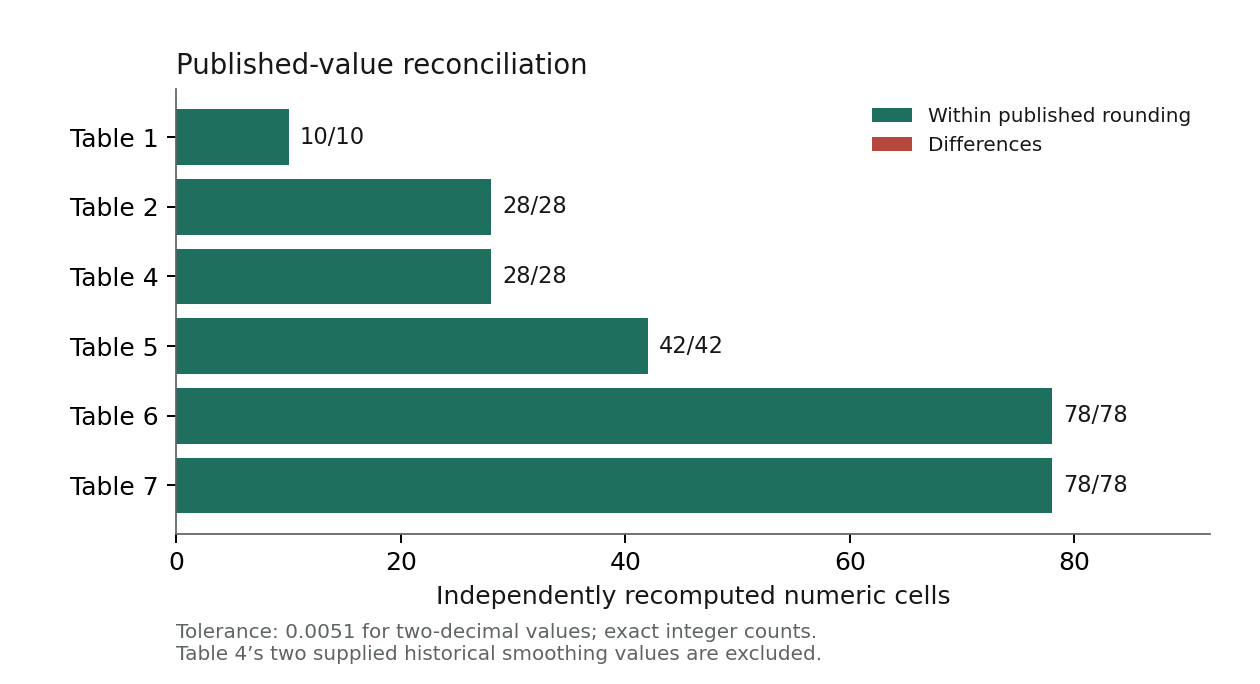 Published-value reconciliation
Within published rounding
Differences
Table 1
10/10
Table 2
28/28
Table 4
28/28
Table 5
42/42
Table 6
78/78
Table 7
78/78
0 20 40 60 80
Independently recomputed numeric cells
Tolerance: 0.0051 for two-decimal values; exact integer counts.
Table 4’s two supplied historical smoothing values are excluded.